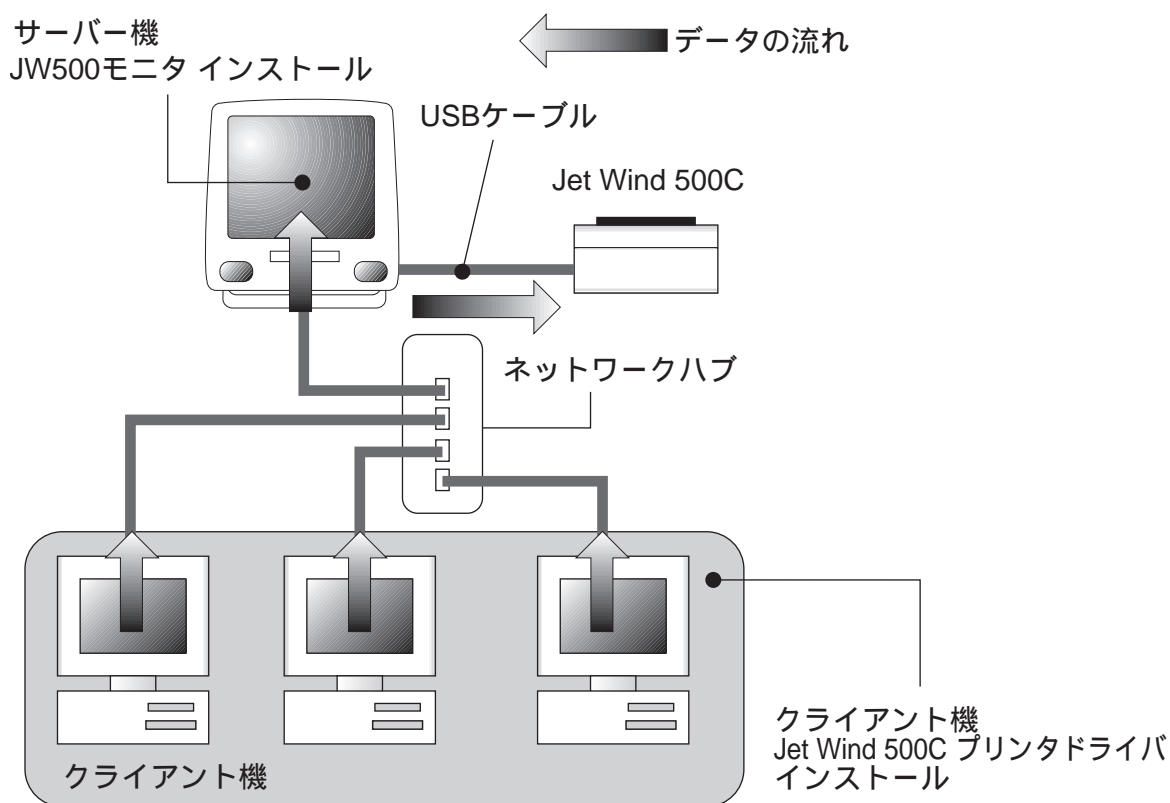 サーバー機
JW500モニタ インストール
データの流れ
USBケーブル
Jet Wind 500C
ネットワークハブ
クライアント機
クライアント機
Jet Wind 500C プリンタドライバ
インストール